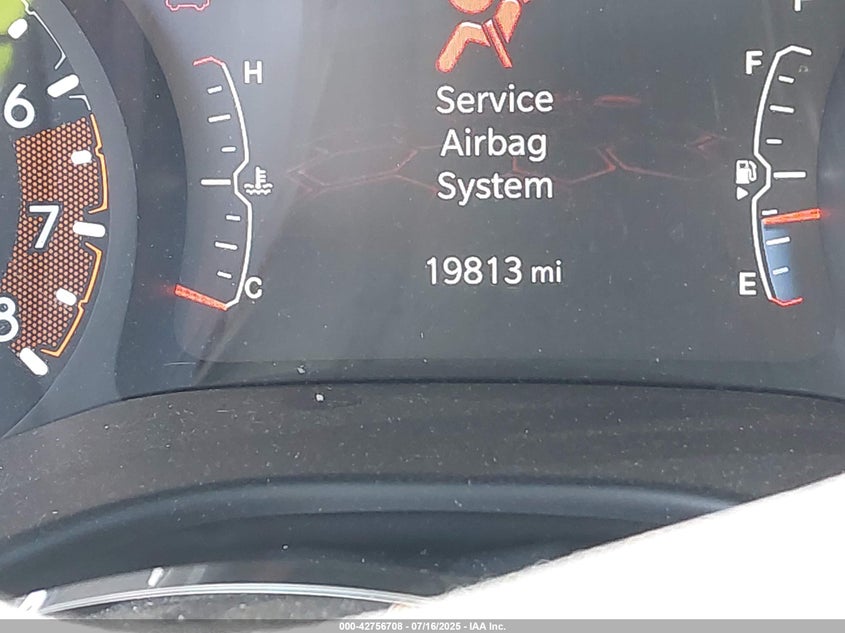 H
F
6
Service
Airbag
System
7
19813 mi
C
E
8
000-42756708 - 07/16/2025 - IAA Inc.